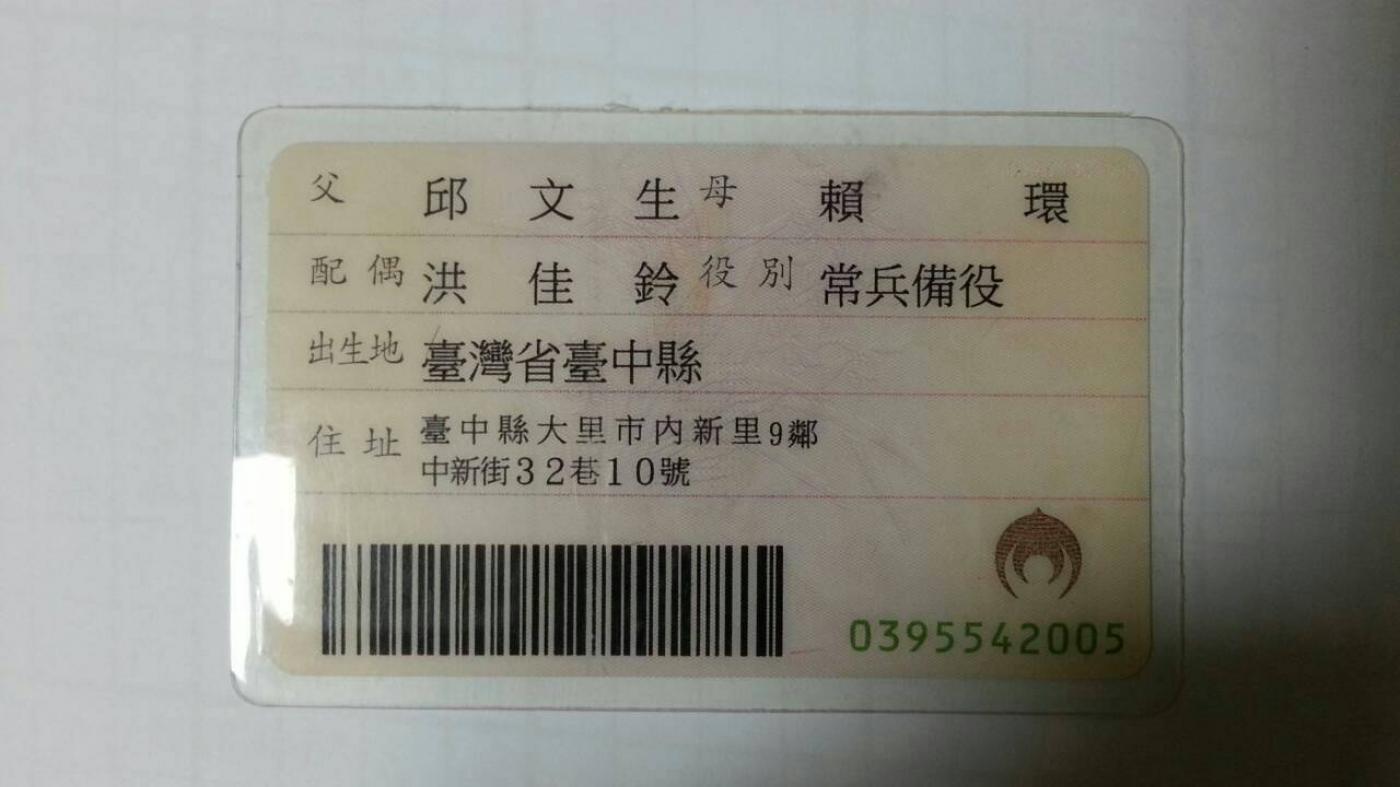 父 邱文生 母 賴環
配偶 洪佳鈴 役別 常兵備役
出生地 臺灣省臺中縣
住址 臺中縣大里市內新里9鄰
中新街32巷10號
0395542005